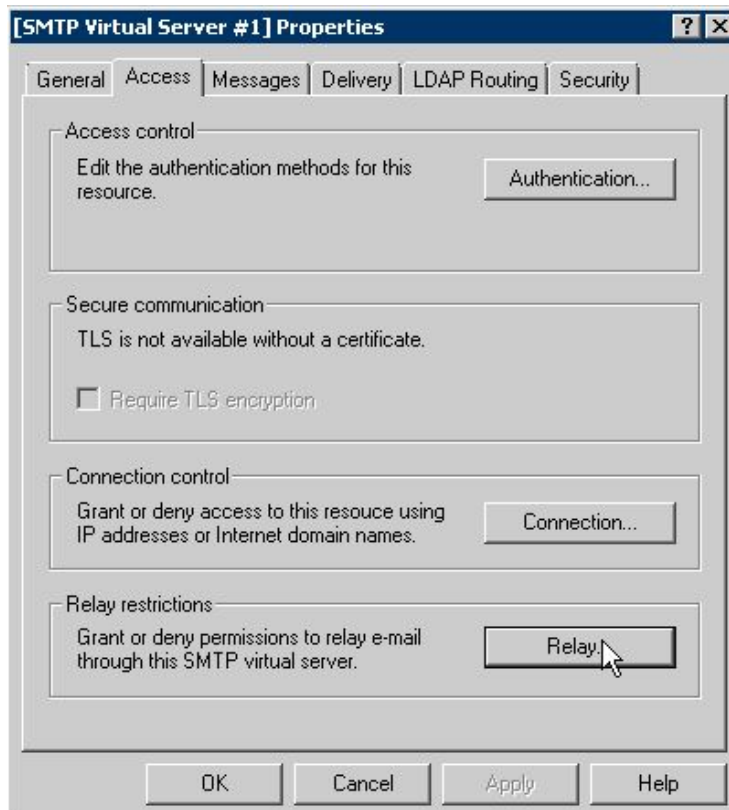 [SMTP Virtual Server #1] Properties
General Access Messages Delivery LDAP Routing Security
Access control
Edit the authentication methods for this
resource.
Authentication...
Secure communication
TLS is not available without a certificate.
Require TLS encryption
Connection control
Grant or deny access to this resouce using
IP addresses or Internet domain names.
Connection...
Relay restrictions
Grant or deny permissions to relay e-mail
through this SMTP virtual server.
Relay.
OK Cancel Apply Help